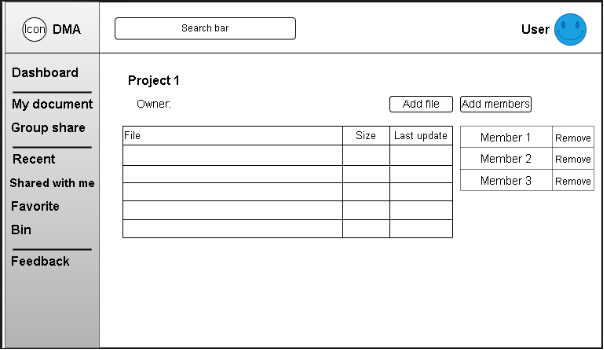 Icon DMA
Search bar
User
Dashboard
My document
Group share
Recent
Shared with me
Favorite
Bin
Feedback
Project 1
Owner:
Add file
Add members
File Size Last update
Member 1 Remove
Member 2 Remove
Member 3 Remove